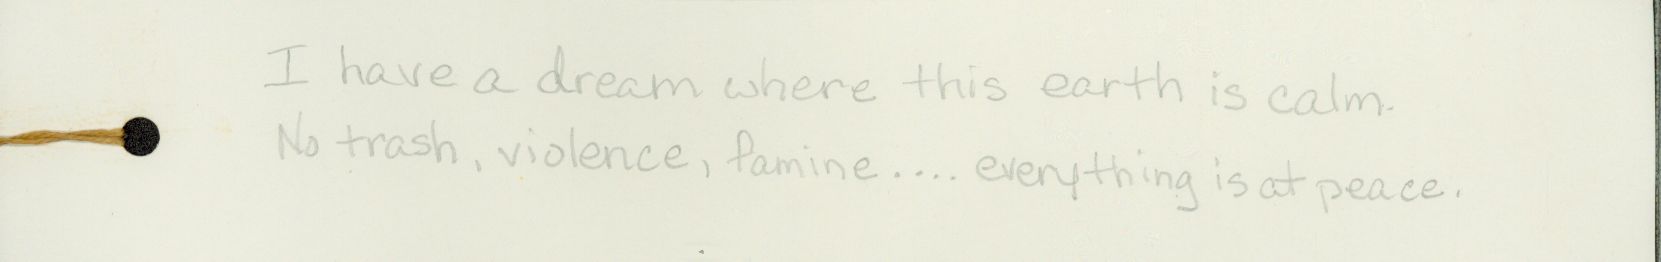 I have a dream where this earth is calm.
No trash, violence, famine.... everything is at peace.